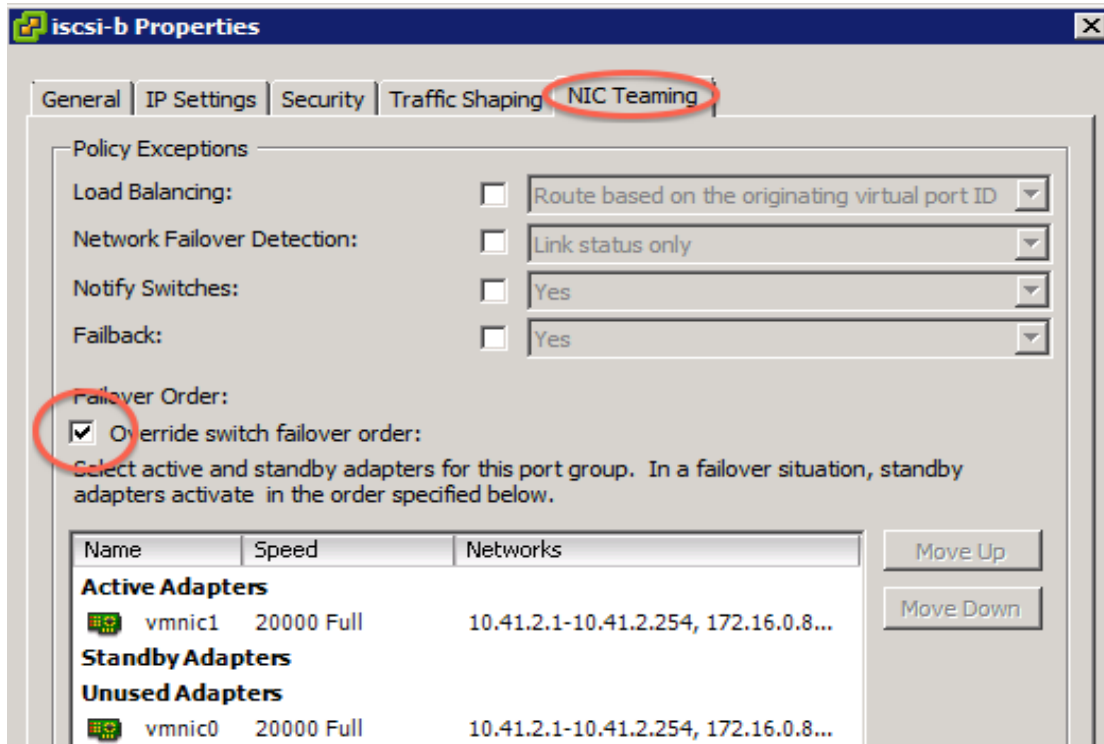 iscsi-b Properties
General IP Settings Security Traffic Shaping NIC Teaming
Policy Exceptions
Load Balancing: Route based on the originating virtual port ID
Network Failover Detection: Link status only
Notify Switches: Yes
Failback: Yes
Failover Order:
Override switch failover order:
Select active and standby adapters for this port group. In a failover situation, standby
adapters activate in the order specified below.
Name Speed Networks Move Up
Active Adapters
vmnic1 20000 Full 10.41.2.1-10.41.2.254, 172.16.0.8... Move Down
Standby Adapters
Unused Adapters
vmnic0 20000 Full 10.41.2.1-10.41.2.254, 172.16.0.8...